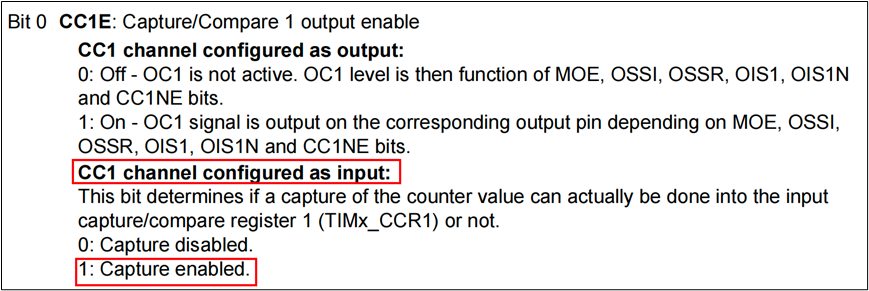 Bit 0 CC1E: Capture/Compare 1 output enable
CC1 channel configured as output:
0: Off - OC1 is not active. OC1 level is then function of MOE, OSSI, OSSR, OIS1, OIS1N
and CC1NE bits.
1: On - OC1 signal is output on the corresponding output pin depending on MOE, OSSI,
OSSR, OIS1, OIS1N and CC1NE bits.
CC1 channel configured as input:
This bit determines if a capture of the counter value can actually be done into the input
capture/compare register 1 (TIMx_CCR1) or not.
0: Capture disabled.
1: Capture enabled.